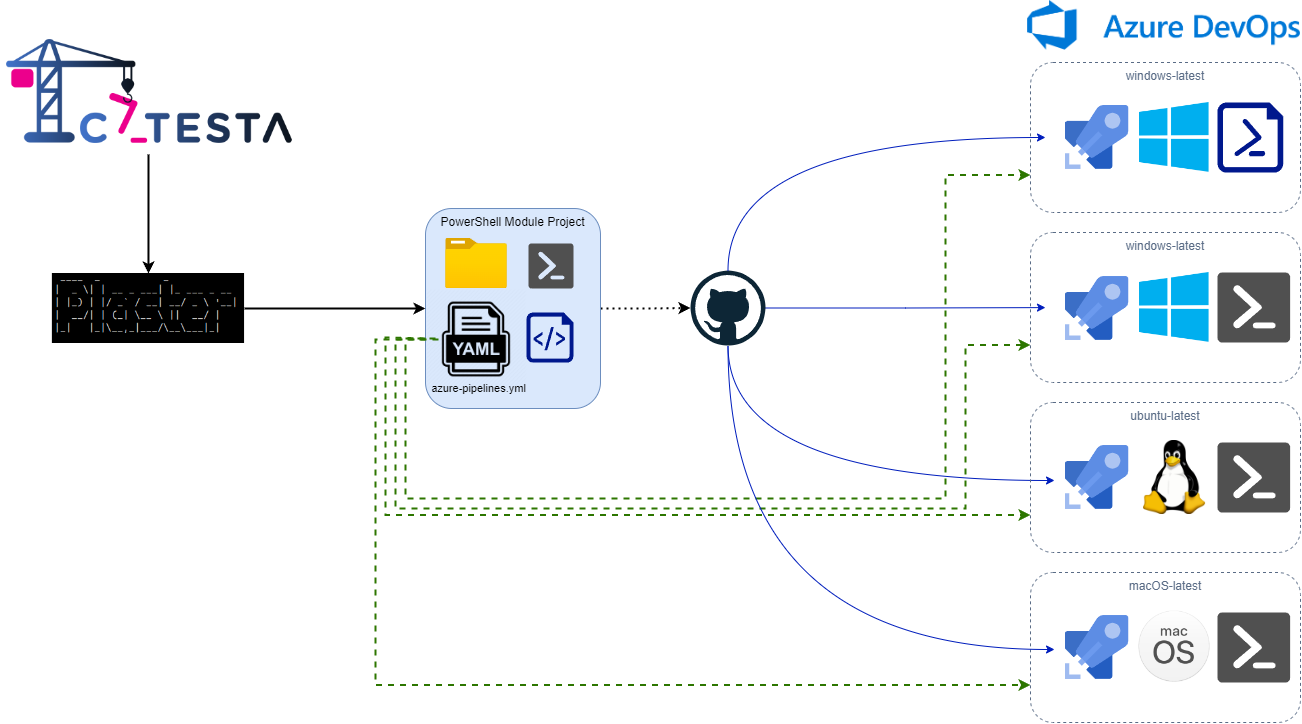 Azure DevOps
C TESTA
windows-latest
PowerShell Module Project
windows-latest
Plaster
YAML
</>
azure-pipelines.yml
ubuntu-latest
macOS-latest
mac
OS